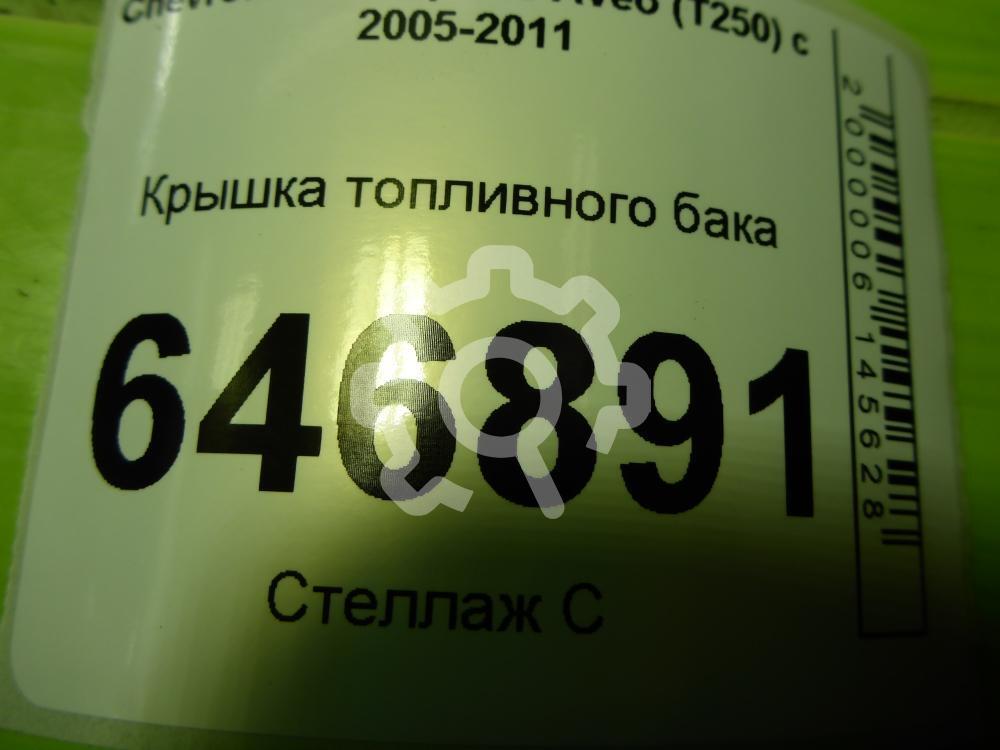 Aveo (T250) с
2005-2011
Крышка топливного бака
646891
Стеллаж С
2000006145628